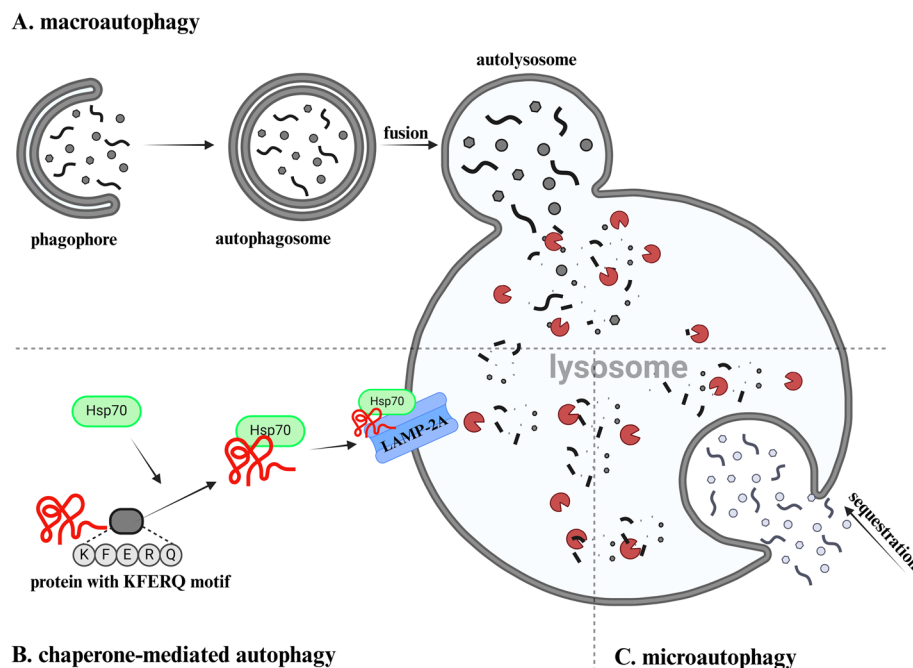 A. macroautophagy
autolysosome
fusion
phagophore
autophagosome
lysosome
Hsp70
Hsp70
Hsp70
LAMP-2A
K F E R Q
protein with KFERQ motif
sequestration
B. chaperone-mediated autophagy
C. microautophagy